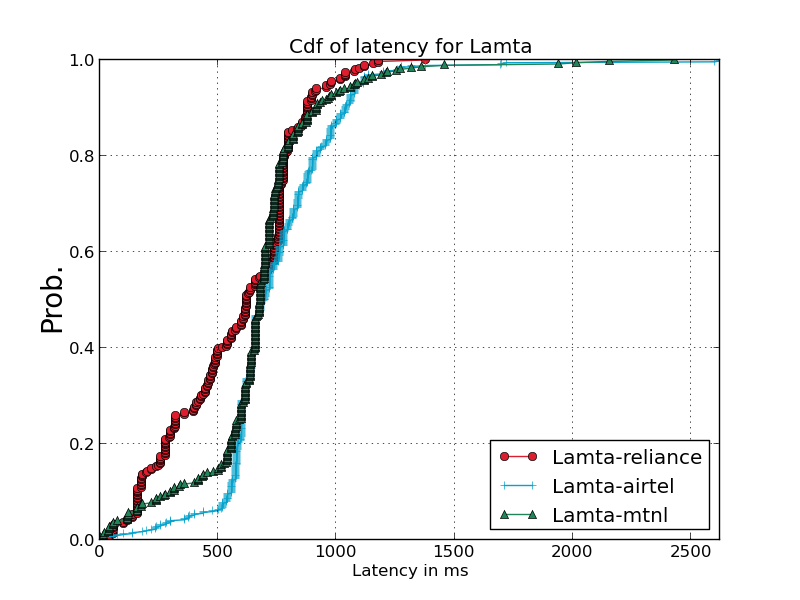 Cdf of latency for Lamta
1.0
0.8
0.6
0.4
0.2
0.0
Prob.
0
500
1000
1500
2000
2500
Latency in ms
Lamta-reliance
Lamta-airtel
Lamta-mtnl